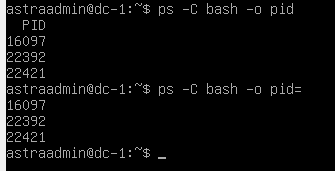 astraadmin@dc-1:~$ ps -C bash -o pid
  PID
16097
22392
22421
astraadmin@dc-1:~$ ps -C bash -o pid=
16097
22392
22421
astraadmin@dc-1:~$ _